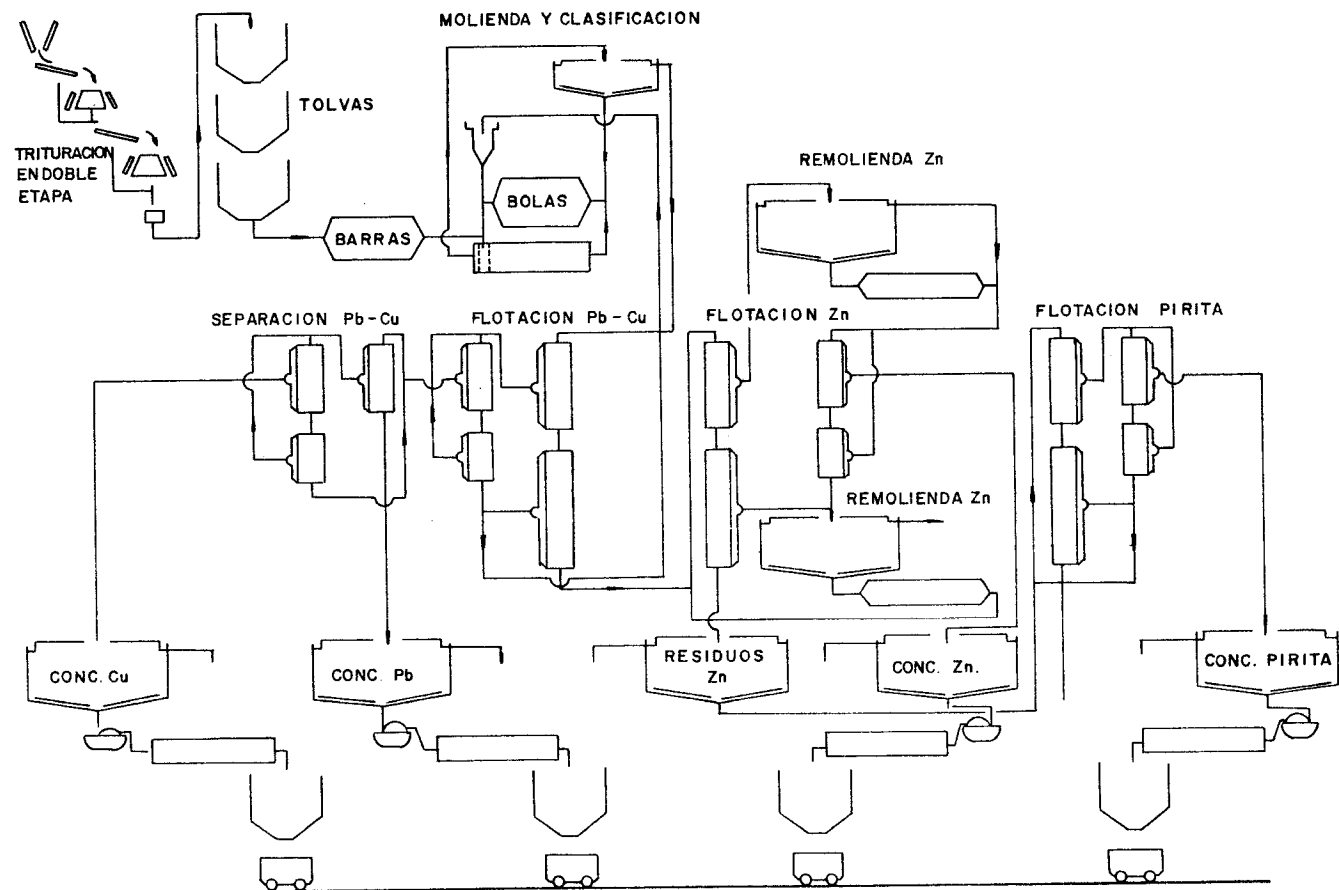 MOLIENDA Y CLASIFICACION
TOLVAS
TRITURACION
EN DOBLE
ETAPA
BARRAS
BOLAS
REMOLIENDA Zn
SEPARACION Pb-Cu
FLOTACION Pb-Cu
FLOTACION Zn
FLOTACION PIRITA
REMOLIENDA Zn
CONC. Cu
CONC. Pb
RESIDUOS
Zn
CONC. Zn.
CONC. PIRITA